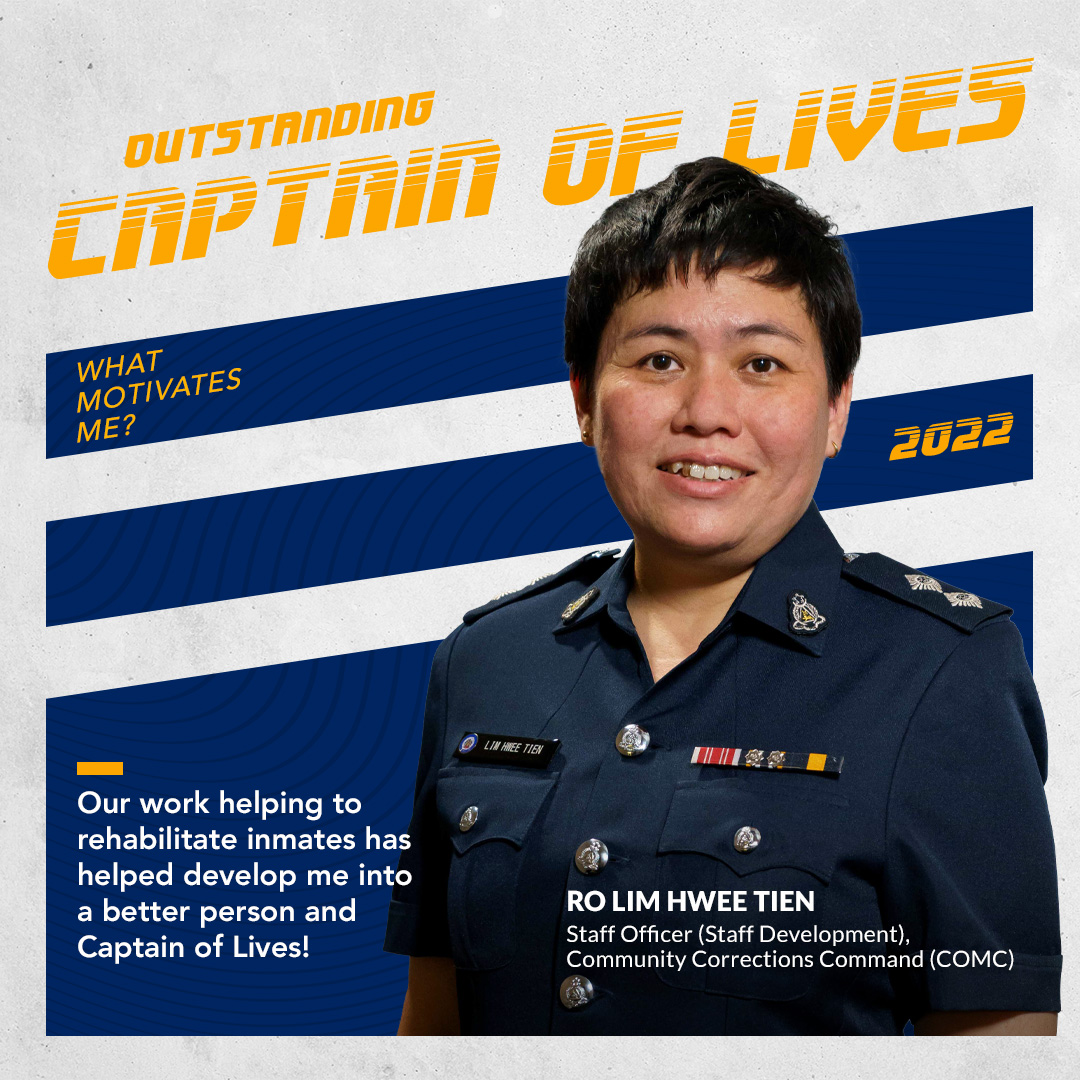 OUTSTANDING
CAPTAIN OF LIVES
WHAT
MOTIVATES
ME?
2022
LIM HWEE TIEN
Our work helping to
rehabilitate inmates has
helped develop me into
a better person and
Captain of Lives!
RO LIM HWEE TIEN
Staff Officer (Staff Development),
Community Corrections Command (COMC)